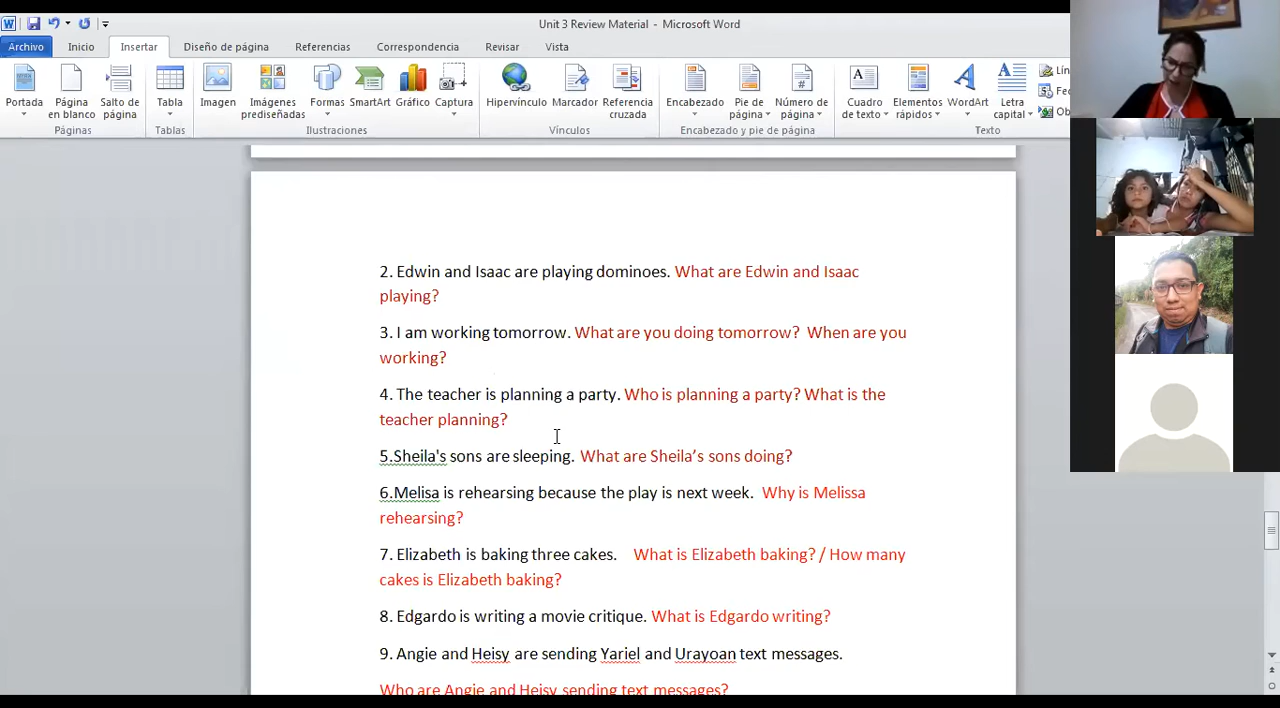 Unit 3 Review Material - Microsoft Word
Archivo Inicio Insertar Diseño de página Referencias Correspondencia Revisar Vista
Portada Página en blanco Salto de página Tabla Imagen Imágenes prediseñadas Formas SmartArt Gráfico Captura Hipervínculo Marcador Referencia cruzada Encabezado Pie de página Número de página Cuadro de texto Elementos rápidos WordArt Letra capital
Páginas Tablas Ilustraciones Vínculos Encabezado y pie de página Texto
2. Edwin and Isaac are playing dominoes. What are Edwin and Isaac
playing?
3. I am working tomorrow. What are you doing tomorrow? When are you
working?
4. The teacher is planning a party. Who is planning a party? What is the
teacher planning?
5.Sheila's sons are sleeping. What are Sheila’s sons doing?
6.Melisa is rehearsing because the play is next week. Why is Melissa
rehearsing?
7. Elizabeth is baking three cakes. What is Elizabeth baking? / How many
cakes is Elizabeth baking?
8. Edgardo is writing a movie critique. What is Edgardo writing?
9. Angie and Heisy are sending Yariel and Urayoan text messages.
Who are Angie and Heisy sending text messages?